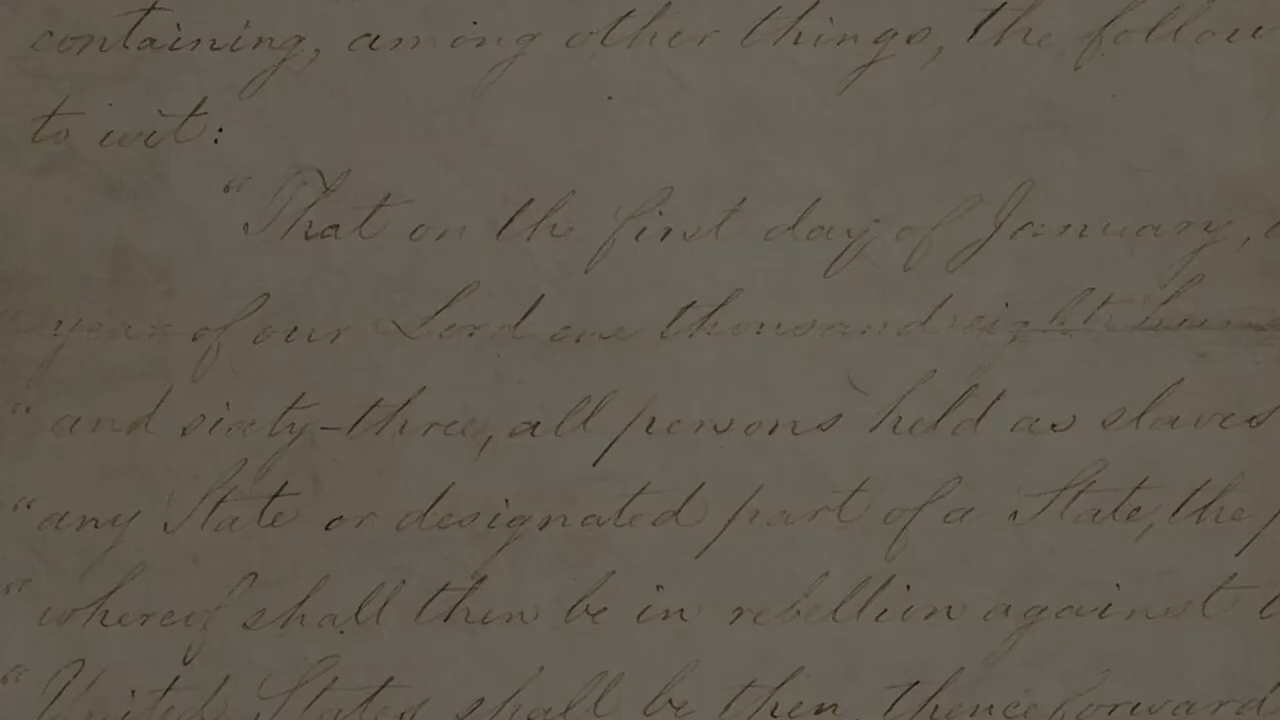 containing, among other things, the follow
to wit:
"That on the first day of January,
"year of our Lord one thousand eight hun
"and sixty-three, all persons held as slaves
"any State or designated part of a State, the p
"whereof shall then be in rebellion against t
"United States shall be then, thenceforward